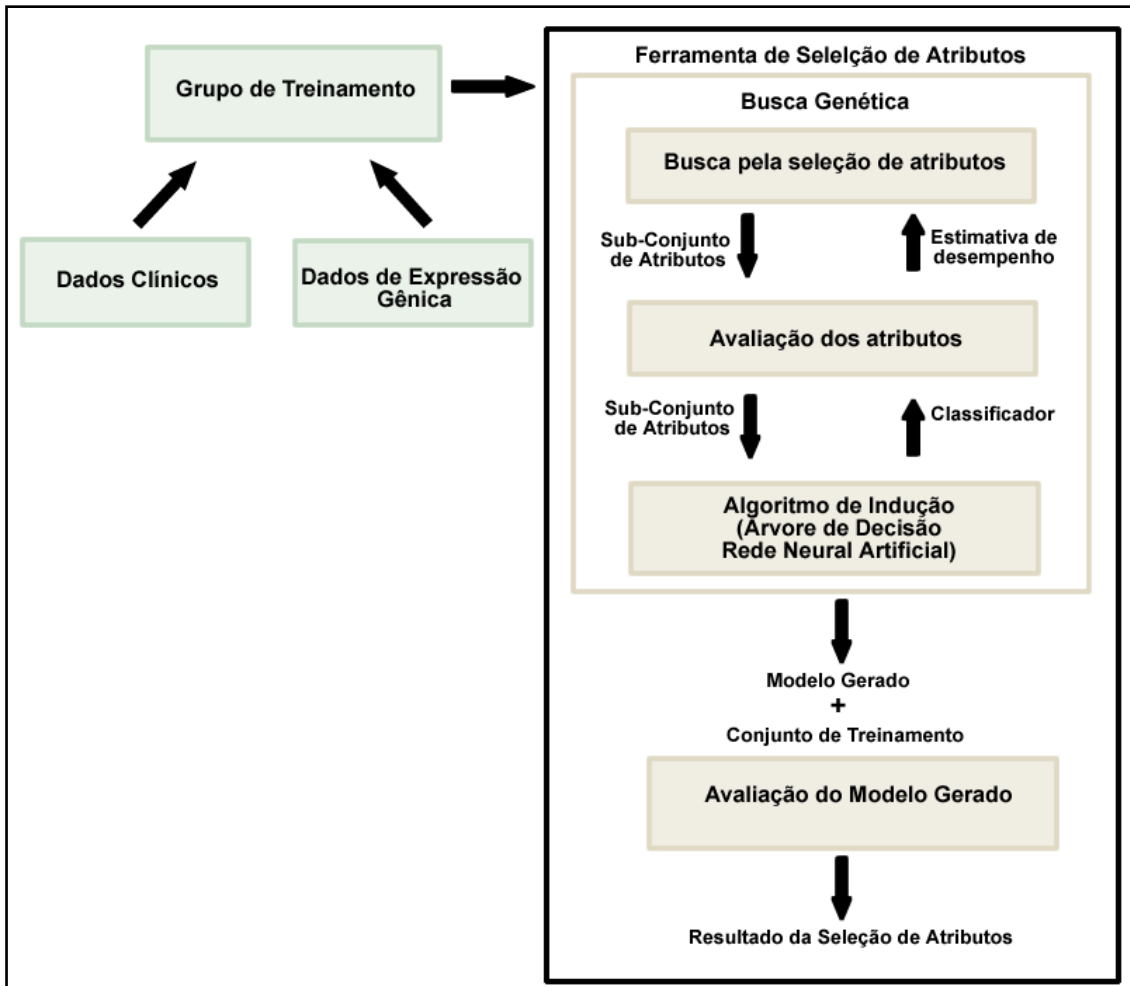 Grupo de Treinamento
Dados Clínicos
Dados de Expressão
Gênica
Ferramenta de Selelção de Atributos
Busca Genética
Busca pela seleção de atributos
Sub-Conjunto
de Atributos
Estimativa de
desempenho
Avaliação dos atributos
Sub-Conjunto
de Atributos
Classificador
Algoritmo de Indução
(Árvore de Decisão
Rede Neural Artificial)
Modelo Gerado
+
Conjunto de Treinamento
Avaliação do Modelo Gerado
Resultado da Seleção de Atributos